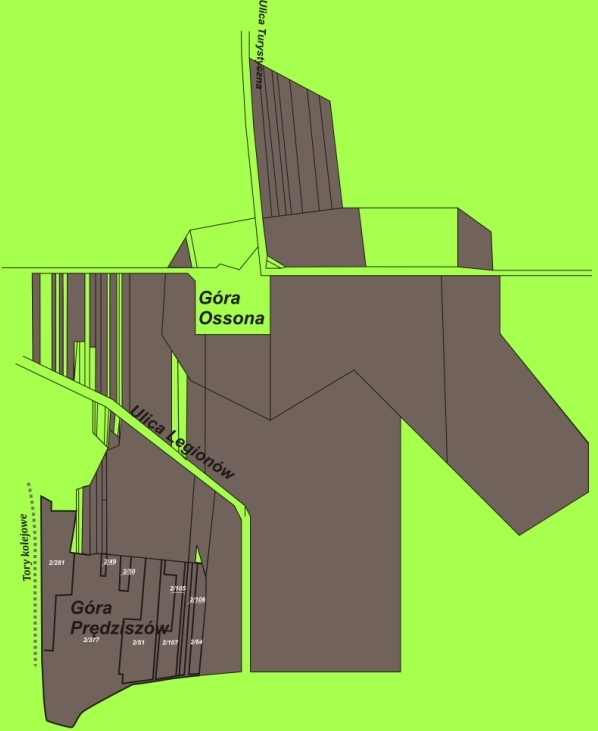 Ulica Turystyczna
Góra
Ossona
Ulica Legionów
Tory kolejowe
2/281
2/49
2/50
2/105
2/106
Góra
Prędziszów
2/377
2/51
2/107
2/64